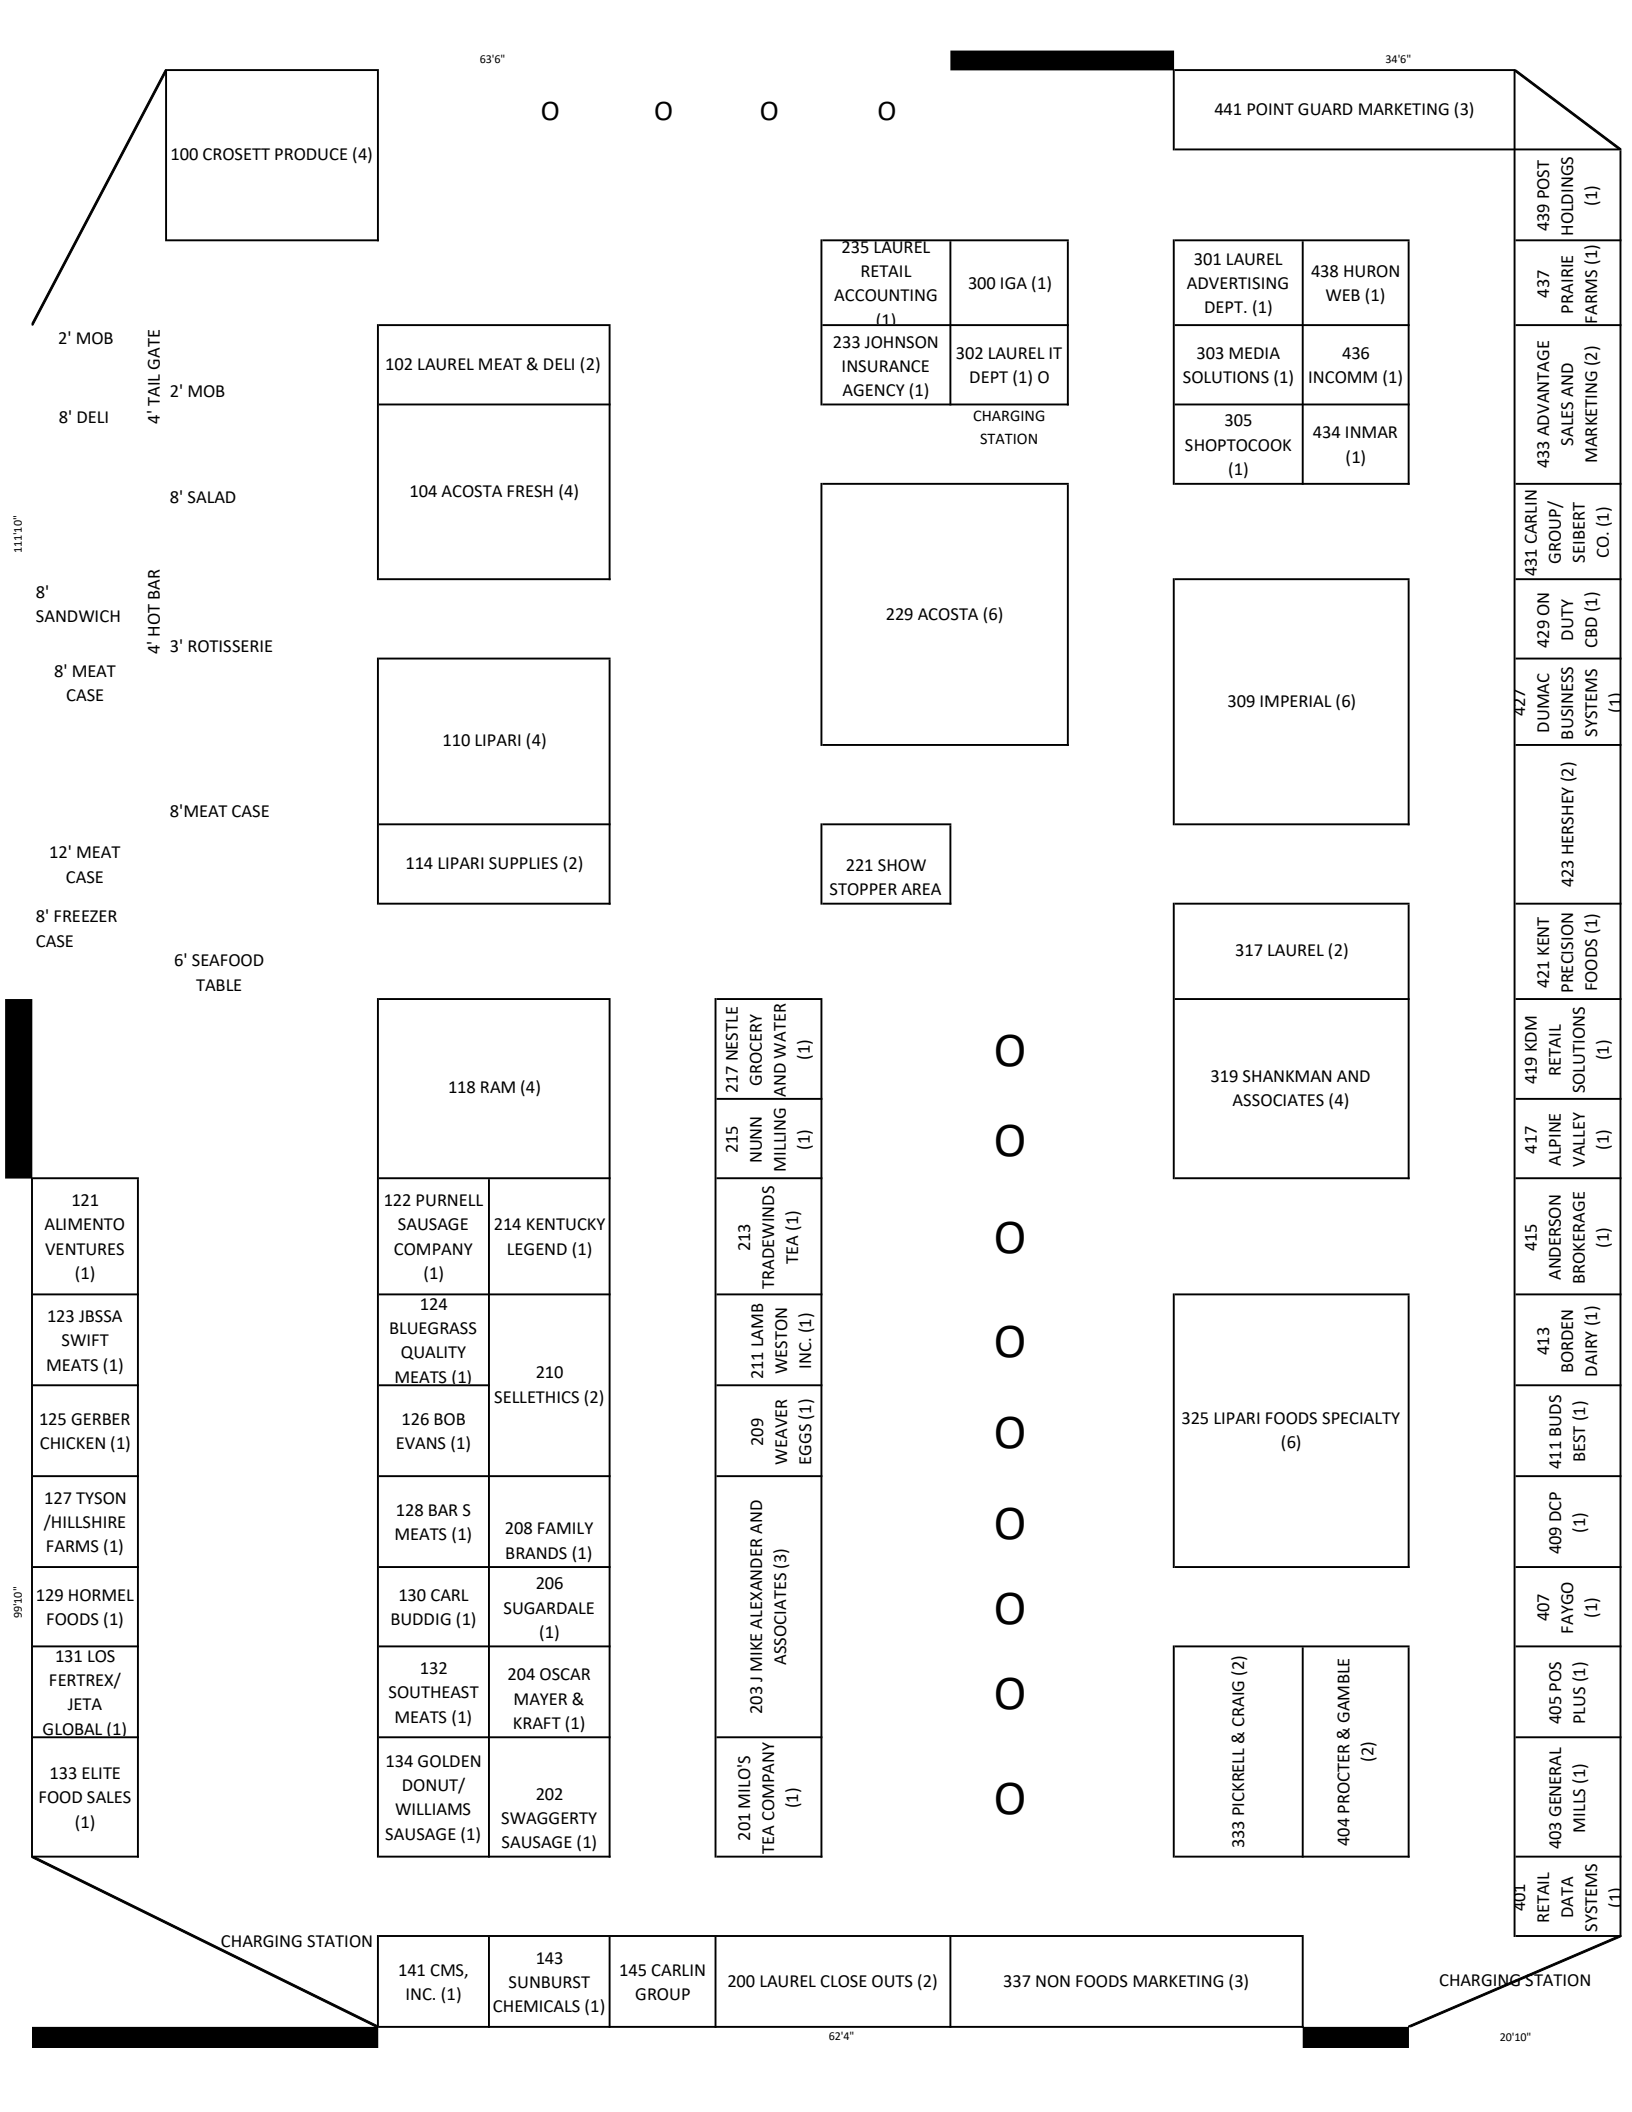 63'6"
34'6"
O O O O
441 POINT GUARD MARKETING (3)
100 CROSETT PRODUCE (4)
439 POST
HOLDINGS
(1)
235 LAUREL
RETAIL
ACCOUNTING
(1)
300 IGA (1)
301 LAUREL
ADVERTISING
DEPT. (1)
438 HURON
WEB (1)
437
PRAIRIE
FARMS (1)
2' MOB
4' TAIL GATE
2' MOB
8' DELI
102 LAUREL MEAT & DELI (2)
233 JOHNSON
INSURANCE
AGENCY (1)
302 LAUREL IT
DEPT (1) O
CHARGING
STATION
303 MEDIA
SOLUTIONS (1)
436
INCOMM (1)
433 ADVANTAGE
SALES AND
MARKETING (2)
305
SHOPTOCOOK
(1)
434 INMAR
(1)
104 ACOSTA FRESH (4)
8' SALAD
111'10"
431 CARLIN
GROUP/
SEIBERT
CO. (1)
8'
SANDWICH
4' HOT BAR
3' ROTISSERIE
229 ACOSTA (6)
429 ON
DUTY
CBD (1)
8' MEAT
CASE
110 LIPARI (4)
309 IMPERIAL (6)
427
DUMAC
BUSINESS
SYSTEMS
(1)
423 HERSHEY (2)
8'MEAT CASE
12' MEAT
CASE
114 LIPARI SUPPLIES (2)
221 SHOW
STOPPER AREA
8' FREEZER
CASE
6' SEAFOOD
TABLE
317 LAUREL (2)
421 KENT
PRECISION
FOODS (1)
118 RAM (4)
217 NESTLE
GROCERY
AND WATER
(1)
O
319 SHANKMAN AND
ASSOCIATES (4)
419 KDM
RETAIL
SOLUTIONS
(1)
215
NUNN
MILLING
(1)
O
417
ALPINE
VALLEY
(1)
121
ALIMENTO
VENTURES
(1)
122 PURNELL
SAUSAGE
COMPANY
(1)
214 KENTUCKY
LEGEND (1)
213
TRADEWINDS
TEA (1)
O
415
ANDERSON
BROKERAGE
(1)
123 JBSSA
SWIFT
MEATS (1)
124
BLUEGRASS
QUALITY
MEATS (1)
210
SELLETHICS (2)
211 LAMB
WESTON
INC. (1)
O
413
BORDEN
DAIRY (1)
125 GERBER
CHICKEN (1)
126 BOB
EVANS (1)
209
WEAVER
EGGS (1)
O
325 LIPARI FOODS SPECIALTY
(6)
411 BUDS
BEST (1)
127 TYSON
/HILLSHIRE
FARMS (1)
128 BAR S
MEATS (1)
208 FAMILY
BRANDS (1)
203 J MIKE ALEXANDER AND
ASSOCIATES (3)
O
409 DCP
(1)
99'10"
129 HORMEL
FOODS (1)
130 CARL
BUDDIG (1)
206
SUGARDALE
(1)
O
407
FAYGO
(1)
131 LOS
FERTREX/
JETA
GLOBAL (1)
132
SOUTHEAST
MEATS (1)
204 OSCAR
MAYER &
KRAFT (1)
O
333 PICKRELL & CRAIG (2)
404 PROCTER & GAMBLE
(2)
405 POS
PLUS (1)
133 ELITE
FOOD SALES
(1)
134 GOLDEN
DONUT/
WILLIAMS
SAUSAGE (1)
202
SWAGGERTY
SAUSAGE (1)
201 MILO'S
TEA COMPANY
(1)
O
403 GENERAL
MILLS (1)
401
RETAIL
DATA
SYSTEMS
(1)
CHARGING STATION
141 CMS,
INC. (1)
143
SUNBURST
CHEMICALS (1)
145 CARLIN
GROUP
200 LAUREL CLOSE OUTS (2)
337 NON FOODS MARKETING (3)
CHARGING STATION
62'4"
20'10"